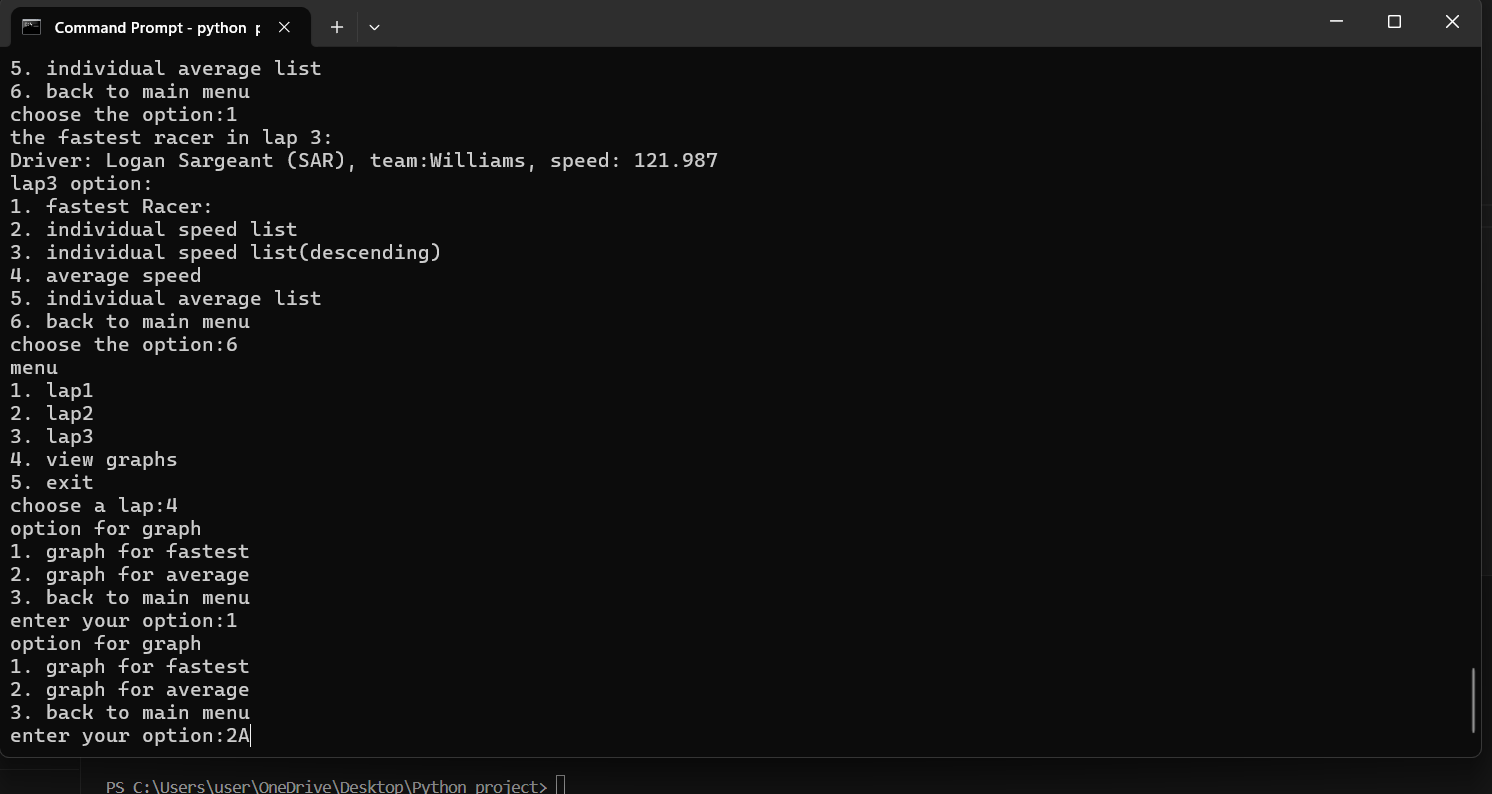 Command Prompt - python p
5. individual average list
6. back to main menu
choose the option:1
the fastest racer in lap 3:
Driver: Logan Sargeant (SAR), team:Williams, speed: 121.987
lap3 option:
1. fastest Racer:
2. individual speed list
3. individual speed list(descending)
4. average speed
5. individual average list
6. back to main menu
choose the option:6
menu
1. lap1
2. lap2
3. lap3
4. view graphs
5. exit
choose a lap:4
option for graph
1. graph for fastest
2. graph for average
3. back to main menu
enter your option:1
option for graph
1. graph for fastest
2. graph for average
3. back to main menu
enter your option:2A
PS C:\Users\user\OneDrive\Desktop\Python project>